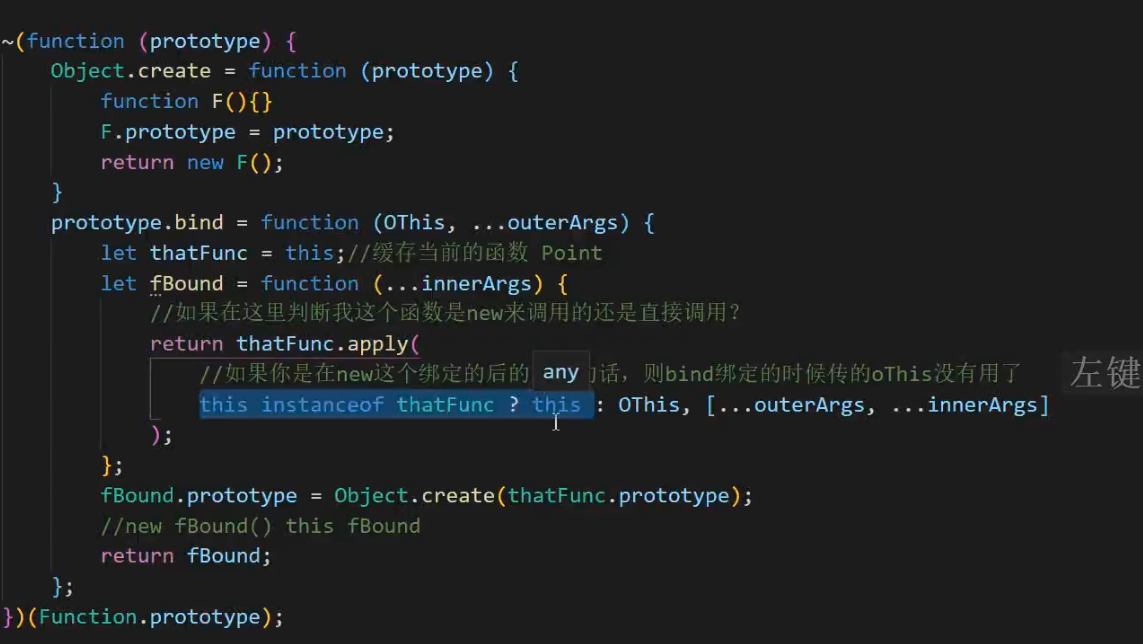 ~(function (prototype) {
    Object.create = function (prototype) {
        function F(){}
        F.prototype = prototype;
        return new F();
    }
    prototype.bind = function (OThis, ...outerArgs) {
        let thatFunc = this;//缓存当前的函数 Point
        let fBound = function (...innerArgs) {
            //如果在这里判断我这个函数是new来调用的还是直接调用?
            return thatFunc.apply(
                //如果你是在new这个绑定的后的 any 话，则bind绑定的时候传的oThis没有用了
左键
                this instanceof thatFunc ? this : OThis, [...outerArgs, ...innerArgs]
            );
        };
        fBound.prototype = Object.create(thatFunc.prototype);
        //new fBound() this fBound
        return fBound;
    };
})(Function.prototype);